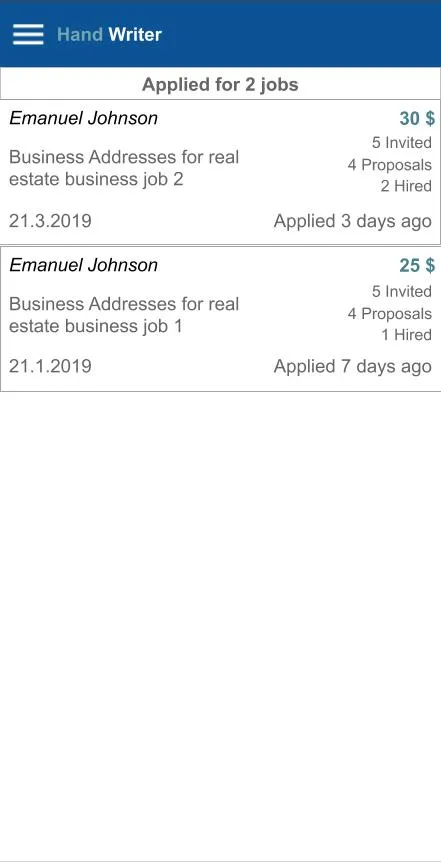 Hand Writer
Applied for 2 jobs
Emanuel Johnson
30 $
5 Invited
Business Addresses for real
estate business job 2
4 Proposals
2 Hired
21.3.2019
Applied 3 days ago
Emanuel Johnson
25 $
5 Invited
Business Addresses for real
estate business job 1
4 Proposals
1 Hired
21.1.2019
Applied 7 days ago